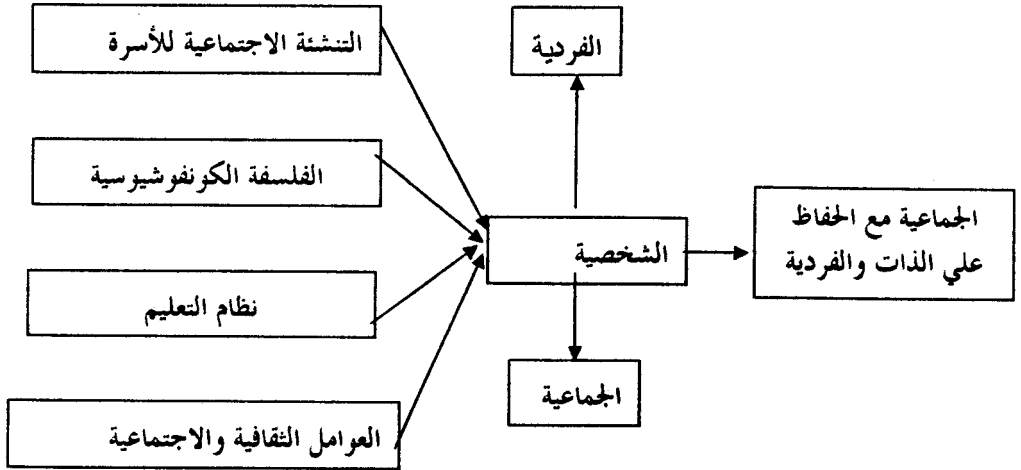 التنشئة الاجتماعية للأسرة
الفردية
الفلسفة الكونفوشيوسية
الجماعية مع الحفاظ
علي الذات والفردية
الشخصية
نظام التعليم
الجماعية
العوامل الثقافية والاجتماعية